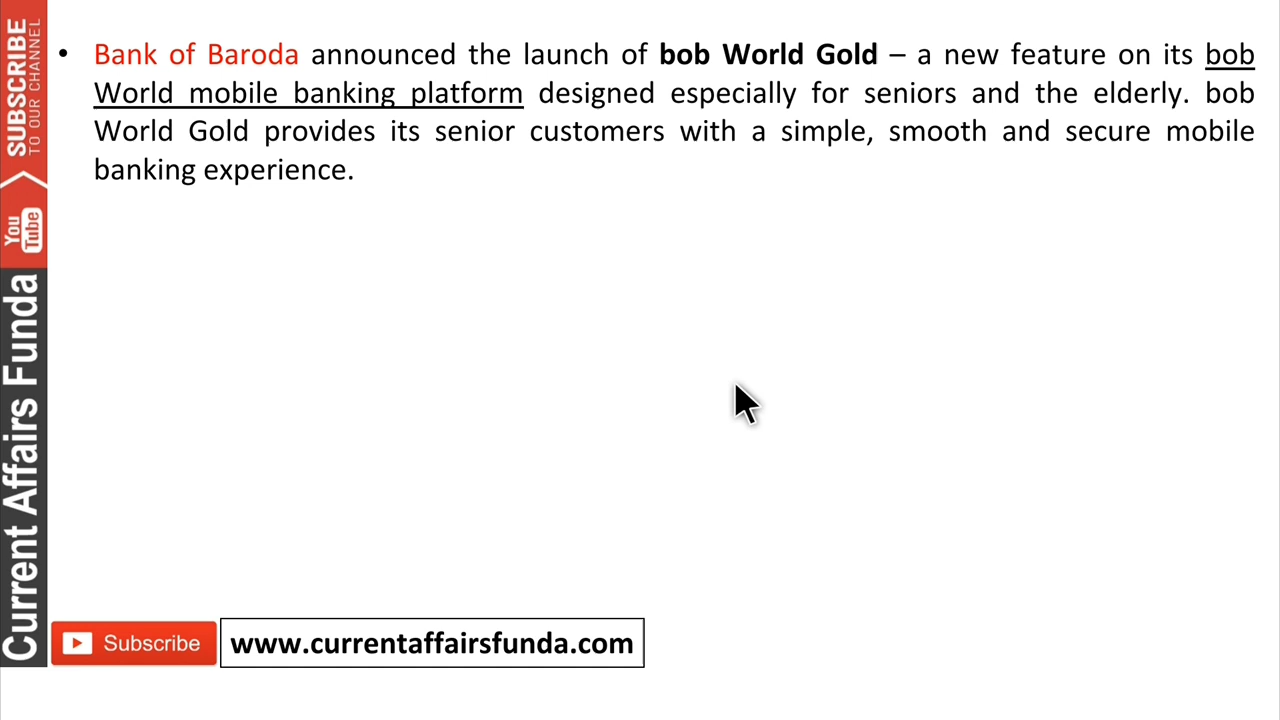 SUBSCRIBE
TO OUR CHANNEL
You
Tube
Current Affairs Funda
• Bank of Baroda announced the launch of bob World Gold – a new feature on its bob
World mobile banking platform designed especially for seniors and the elderly. bob
World Gold provides its senior customers with a simple, smooth and secure mobile
banking experience.
Subscribe
www.currentaffairsfunda.com